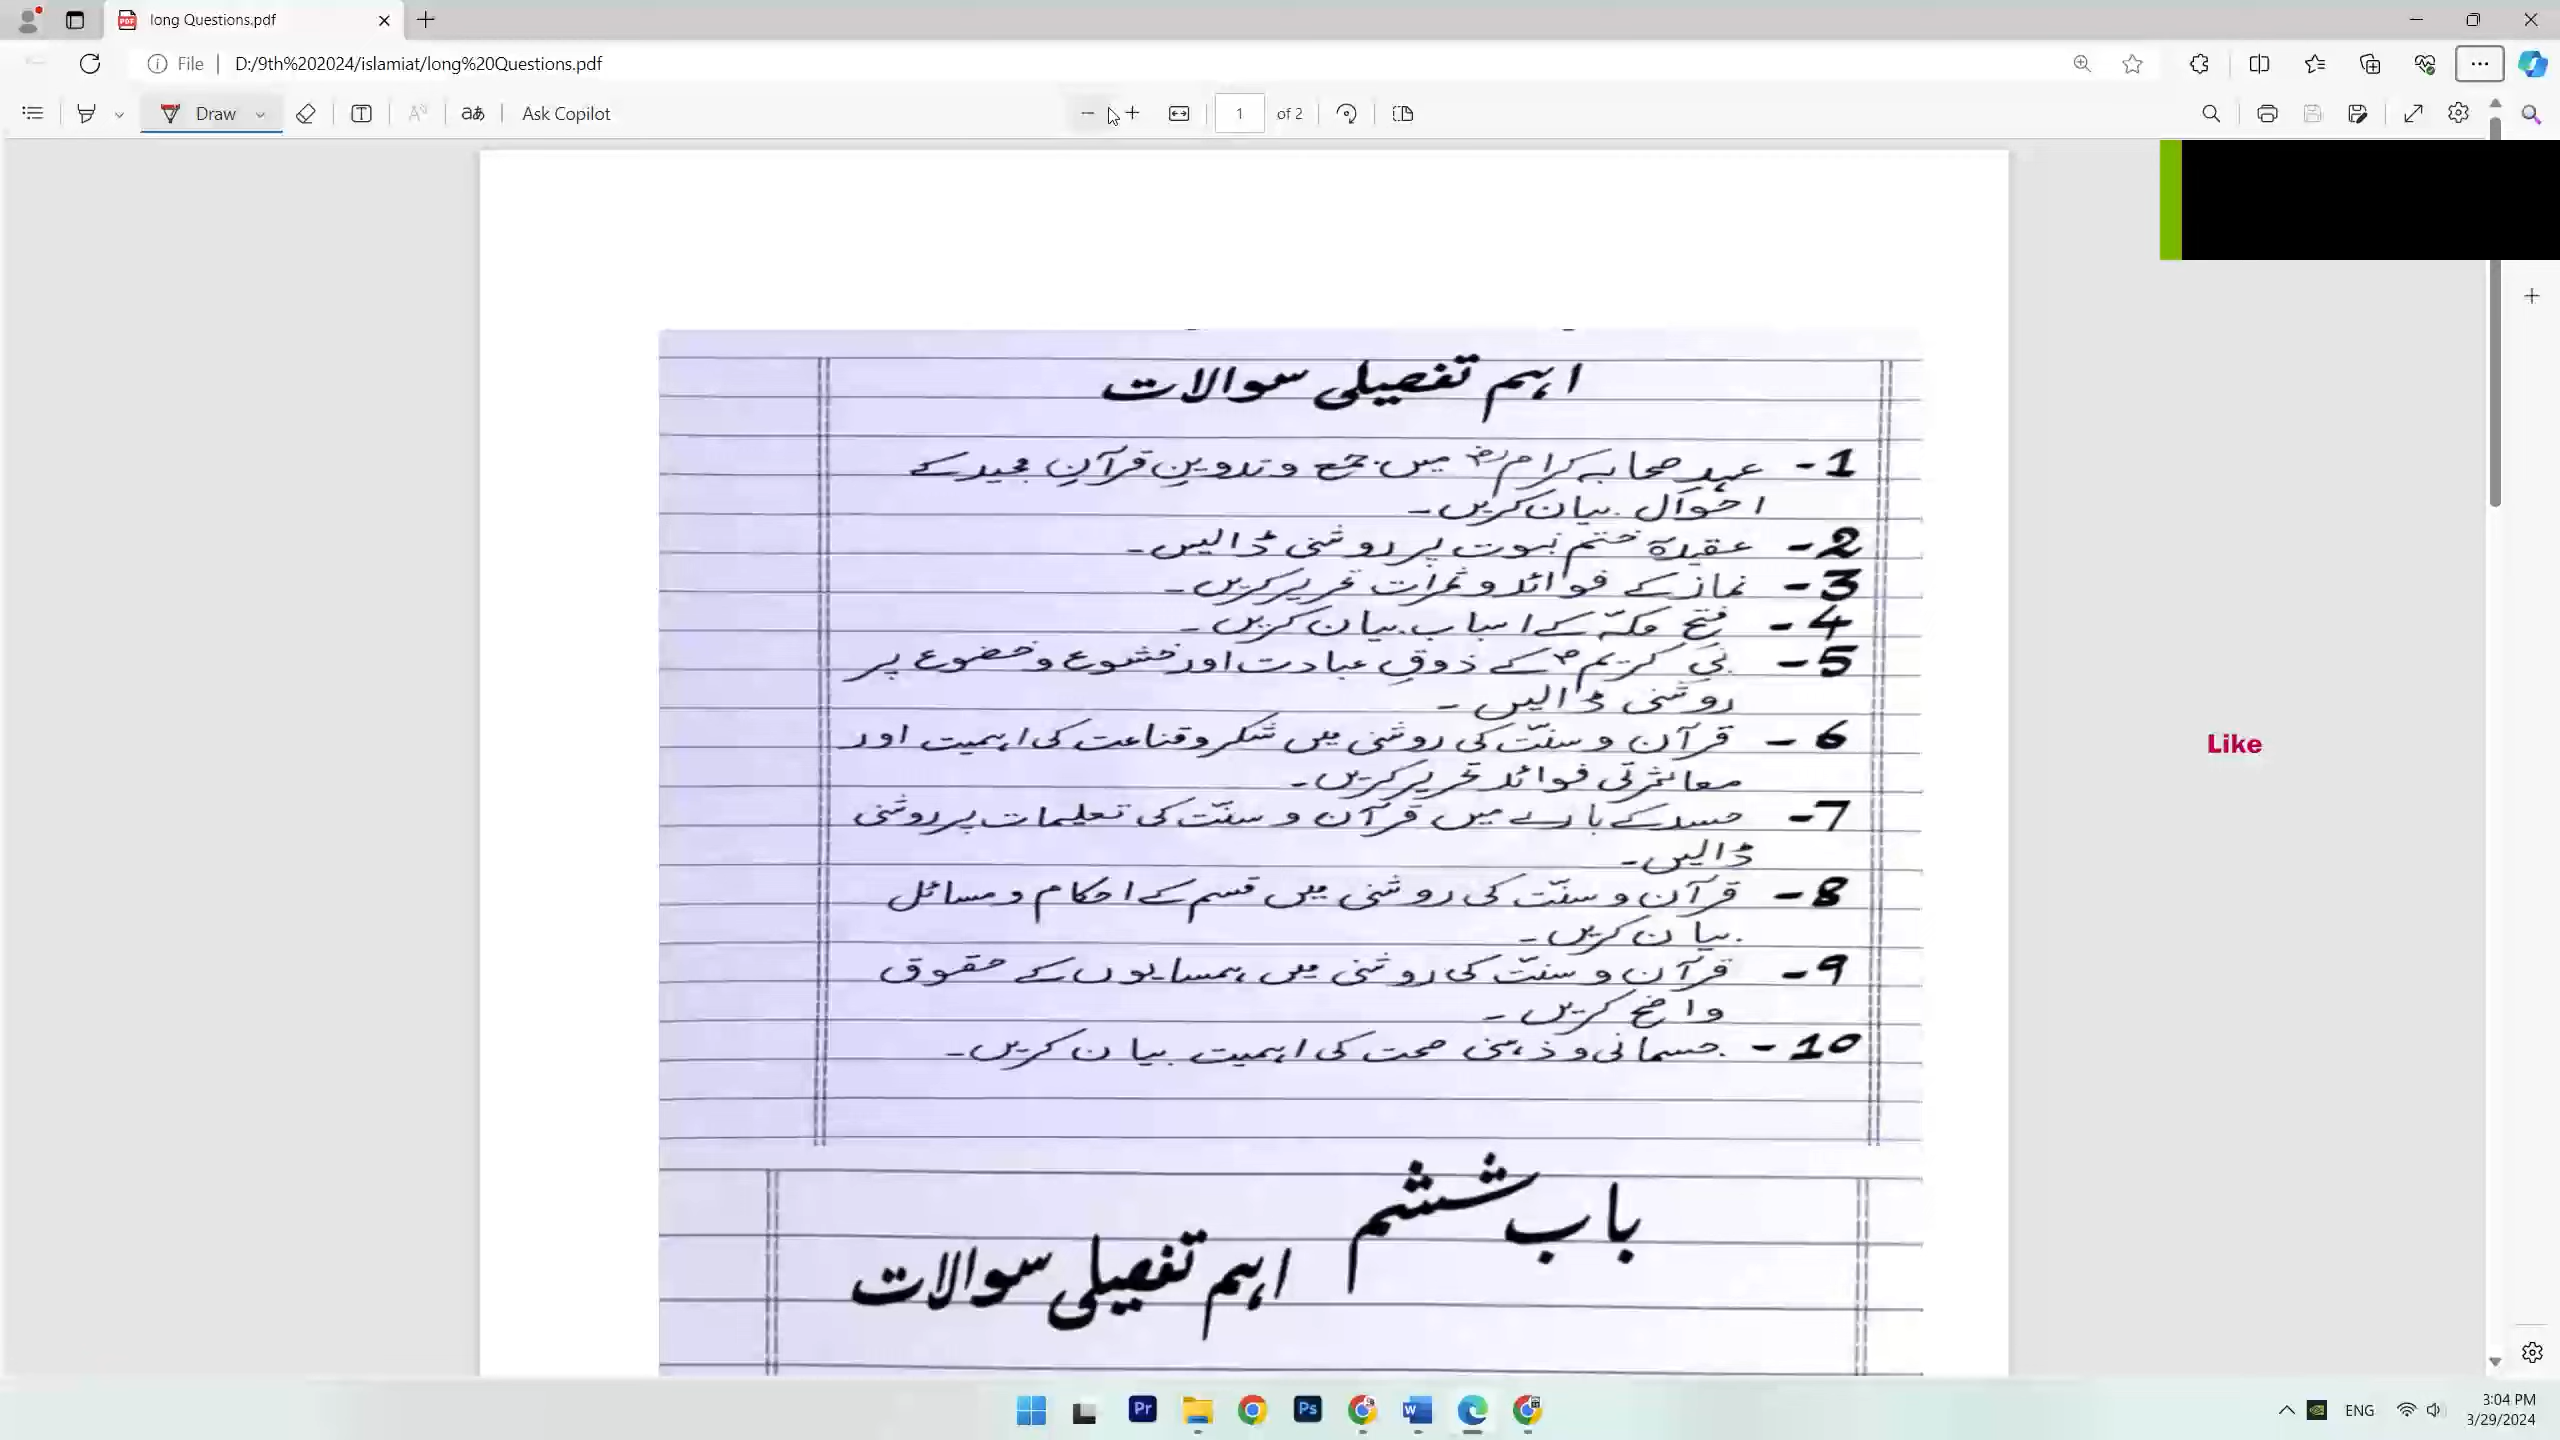 long Questions.pdf
File
D:/9th%202024/islamiat/long%20Questions.pdf
Draw
Ask Copilot
1
of 2
اہم تفصیلی سوالات
1- عہدِ صحابہ کرامؓ میں جمع و تدوینِ قرآنِ مجید کے
احوال بیان کریں۔
2- عقیدۂ ختم نبوت پر روشنی ڈالیں۔
3- نماز کے فوائد و ثمرات تحریر کریں۔
4- فتح مکہّ کے اسباب بیان کریں۔
5- نبی کریمؐ کے ذوقِ عبادت اور خشوع و خضوع پر
روشنی ڈالیں۔
6- قرآن و سنّت کی روشنی میں شکر و قناعت کی اہمیت اور
معاشرتی فوائد تحریر کریں۔
7- حسد کے بارے میں قرآن و سنّت کی تعلیمات پر روشنی
ڈالیں۔
8- قرآن و سنّت کی روشنی میں قسم کے احکام و مسائل
بیان کریں۔
9- قرآن و سنّت کی روشنی میں ہمسایوں کے حقوق
واضح کریں۔
10- جسمانی و ذہنی صحت کی اہمیت بیان کریں۔
باب ششم
اہم تفصیلی سوالات
Like
ENG
3:04 PM
3/29/2024